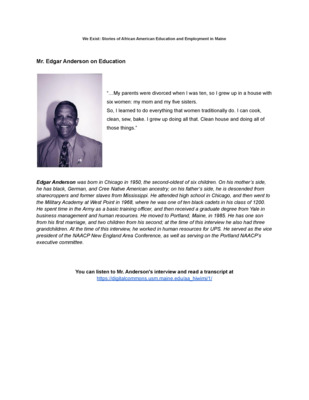 We Exist: Stories of African American Education and Employment in Maine
Mr. Edgar Anderson on Education
"…My parents were divorced when I was ten, so I grew up in a house with
six women: my mom and my five sisters.
So, I learned to do everything that women traditionally do. I can cook,
clean, sew, bake. I grew up doing all that. Clean house and doing all of
those things."
Edgar Anderson was born in Chicago in 1950, the second-oldest of six children. On his mother's side,
he has black, German, and Cree Native American ancestry; on his father's side, he is descended from
sharecroppers and former slaves from Mississippi. He attended high school in Chicago, and then went to
the Military Academy at West Point in 1968, where he was one of ten black cadets in his class of 1200.
He spent time in the Army as a basic training officer, and then received a graduate degree from Yale in
business management and human resources. He moved to Portland, Maine, in 1985. He has one son
from his first marriage, and two children from his second; at the time of this interview he also had three
grandchildren. At the time of this interview, he worked in human resources for UPS. He served as the vice
president of the NAACP New England Area Conference, as well as serving on the Portland NAACP's
executive committee.
You can listen to Mr. Anderson's interview and read a transcript at